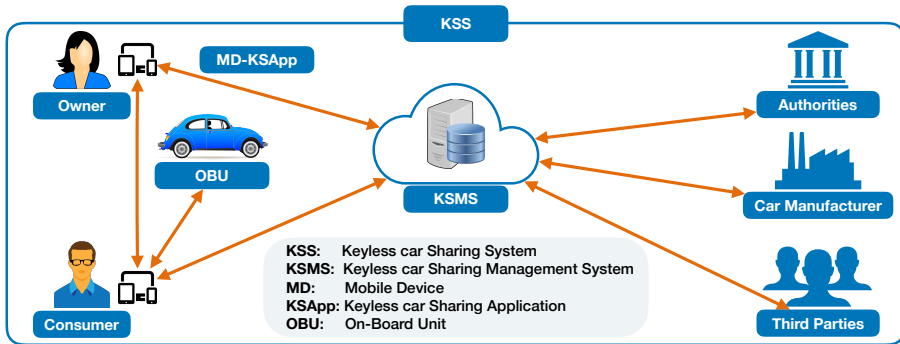 KSS
MD-KSApp
Owner
Authorities
OBU
KSMS
Car Manufacturer
KSS: Keyless car Sharing System
KSMS: Keyless car Sharing Management System
MD: Mobile Device
KSApp: Keyless car Sharing Application
OBU: On-Board Unit
Consumer
Third Parties